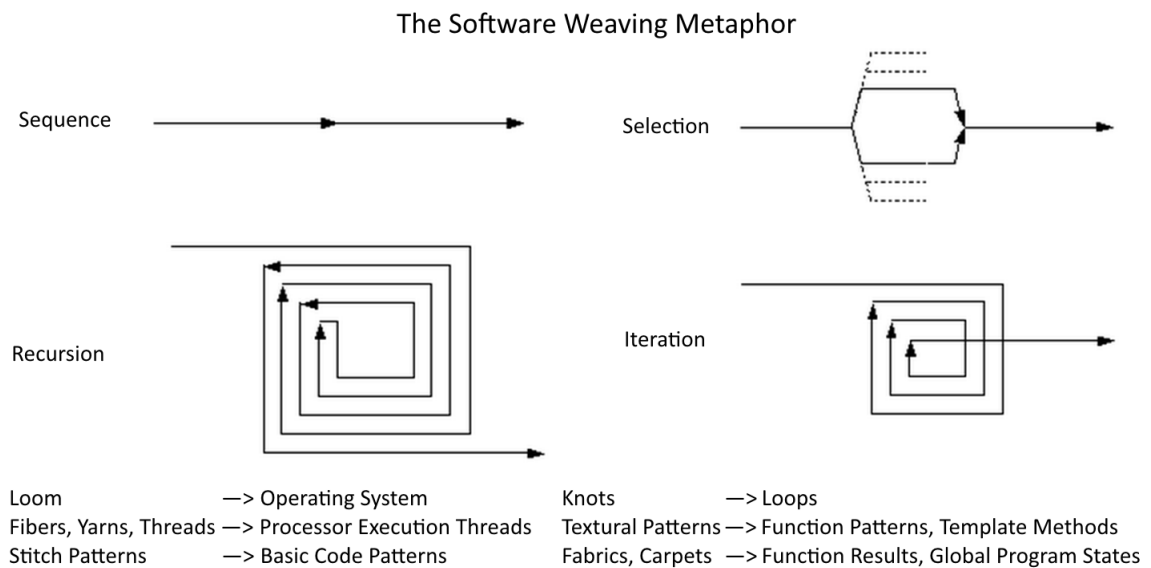 The Software Weaving Metaphor
Sequence
Selection
Recursion
Iteration
Loom —> Operating System
Fibers, Yarns, Threads —> Processor Execution Threads
Stitch Patterns —> Basic Code Patterns
Knots —> Loops
Textural Patterns —> Function Patterns, Template Methods
Fabrics, Carpets —> Function Results, Global Program States